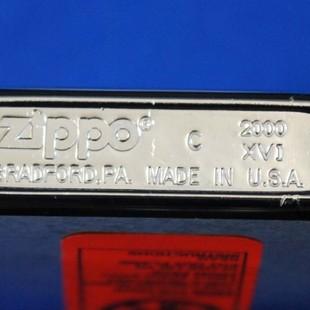 Zippo® C 2000
XVI
BRADFORD, PA. MADE IN U.S.A.